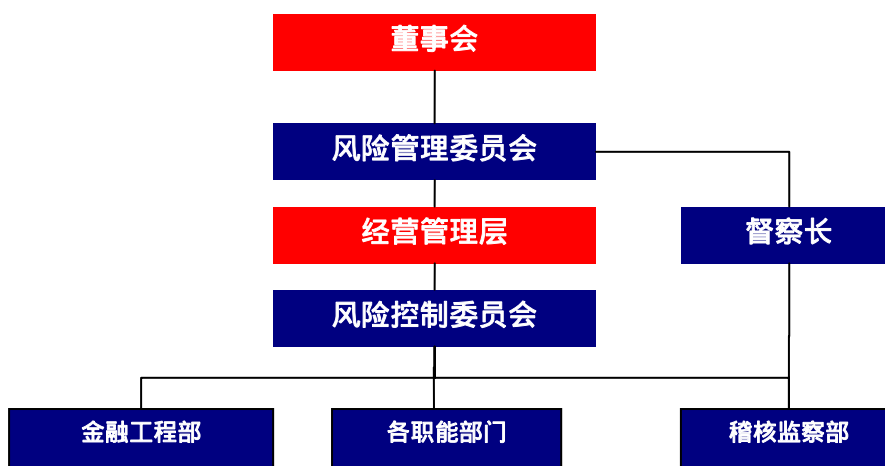 董事会
风险管理委员会
经营管理层
督察长
风险控制委员会
金融工程部
各职能部门
稽核监察部